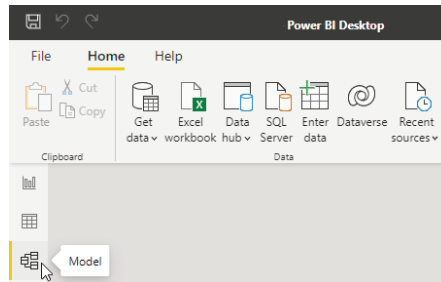 Power BI Desktop
File Home Help
Paste
Cut
Copy
Get data
Excel workbook
Data hub
SQL Server
Enter data
Dataverse
Recent sources
Clipboard
Data
Model